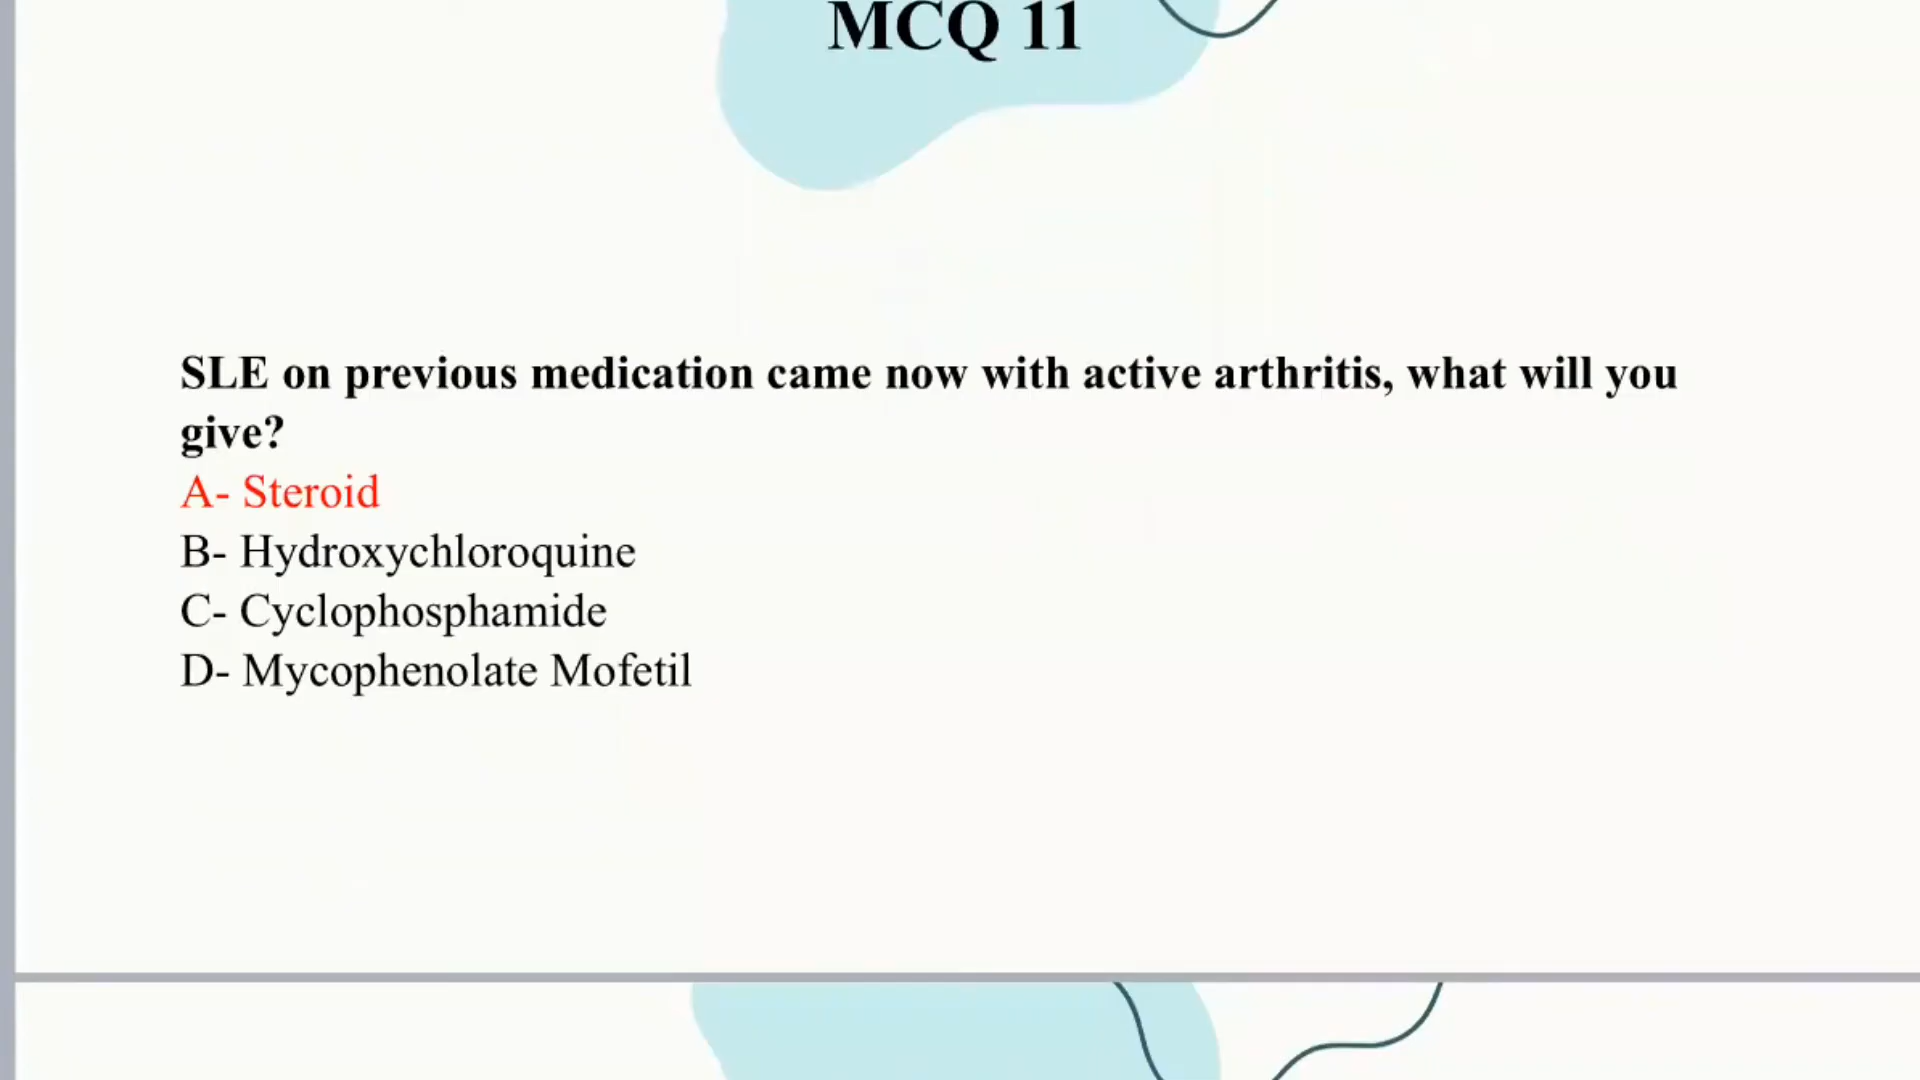 MCQ 11
SLE on previous medication came now with active arthritis, what will you
give?
A- Steroid
B- Hydroxychloroquine
C- Cyclophosphamide
D- Mycophenolate Mofetil